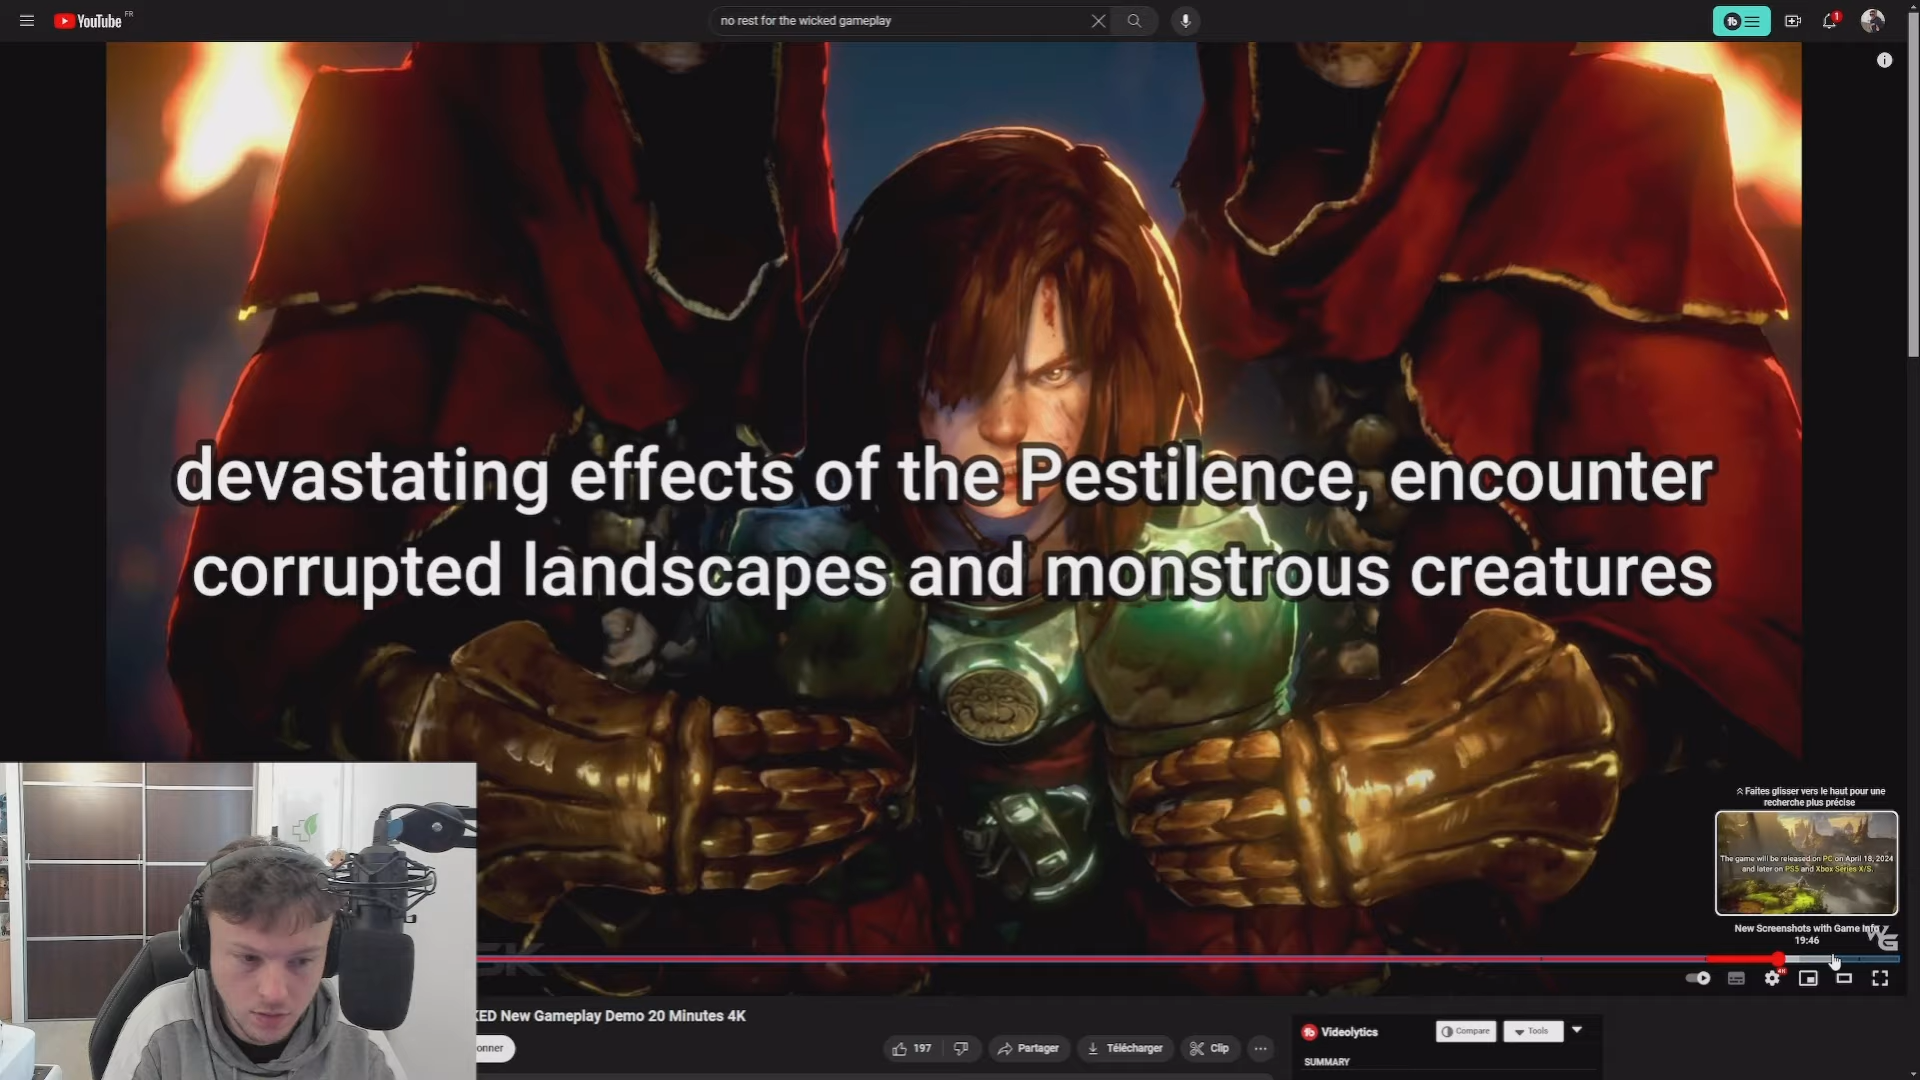 YouTube FR
no rest for the wicked gameplay
1
devastating effects of the Pestilence, encounter
corrupted landscapes and monstrous creatures
Faites glisser vers le haut pour une
recherche plus précise
The game will be released on PC on April 18, 2024
and later on PS5 and Xbox Series X/S.
New Screenshots with Game Info
19:46
WG
4K
KED New Gameplay Demo 20 Minutes 4K
onner
197
Partager
Télécharger
Clip
Videolytics
Compare
Tools
SUMMARY